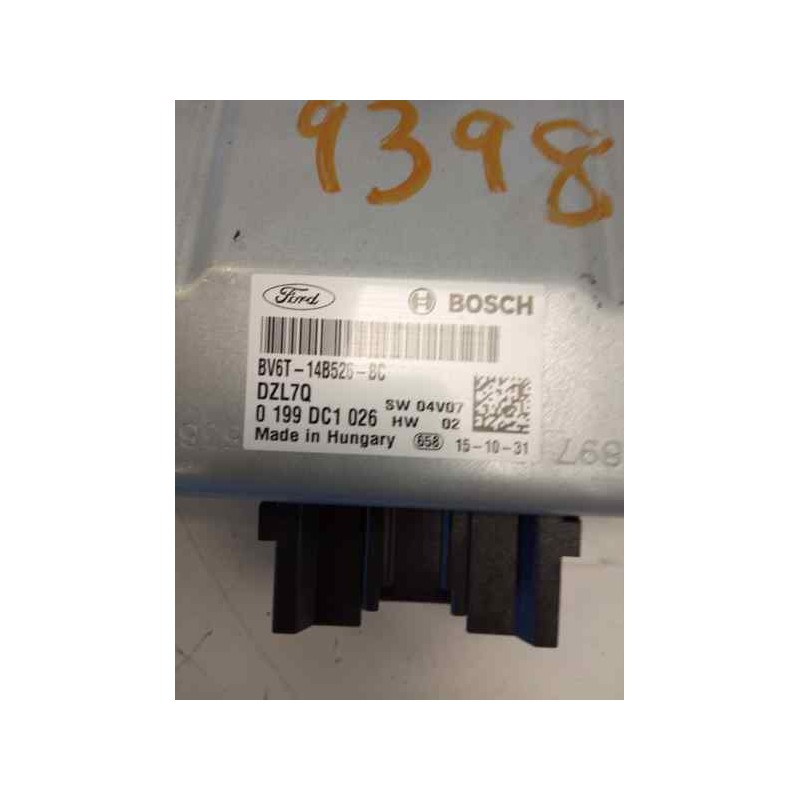 9398
Ford
BOSCH
BV6T-14B526-BC
DZL7Q
SW 04V07
0 199 DC1 026
HW 02
Made in Hungary
658
15-10-31